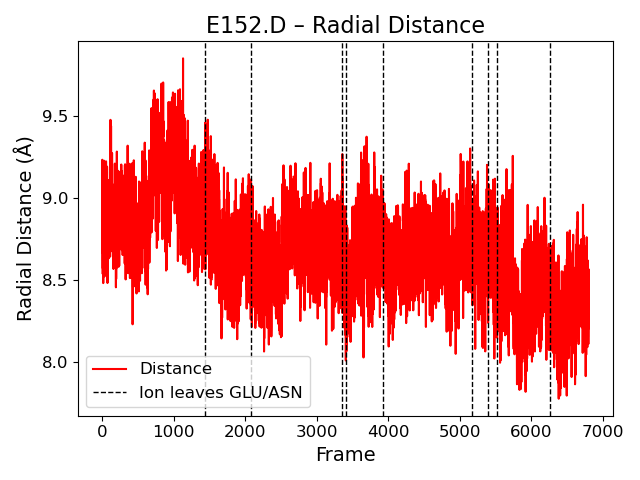 E152.D – Radial Distance
Radial Distance (Å)
9.5
9.0
8.5
8.0
Distance
Ion leaves GLU/ASN
0 1000 2000 3000 4000 5000 6000 7000
Frame